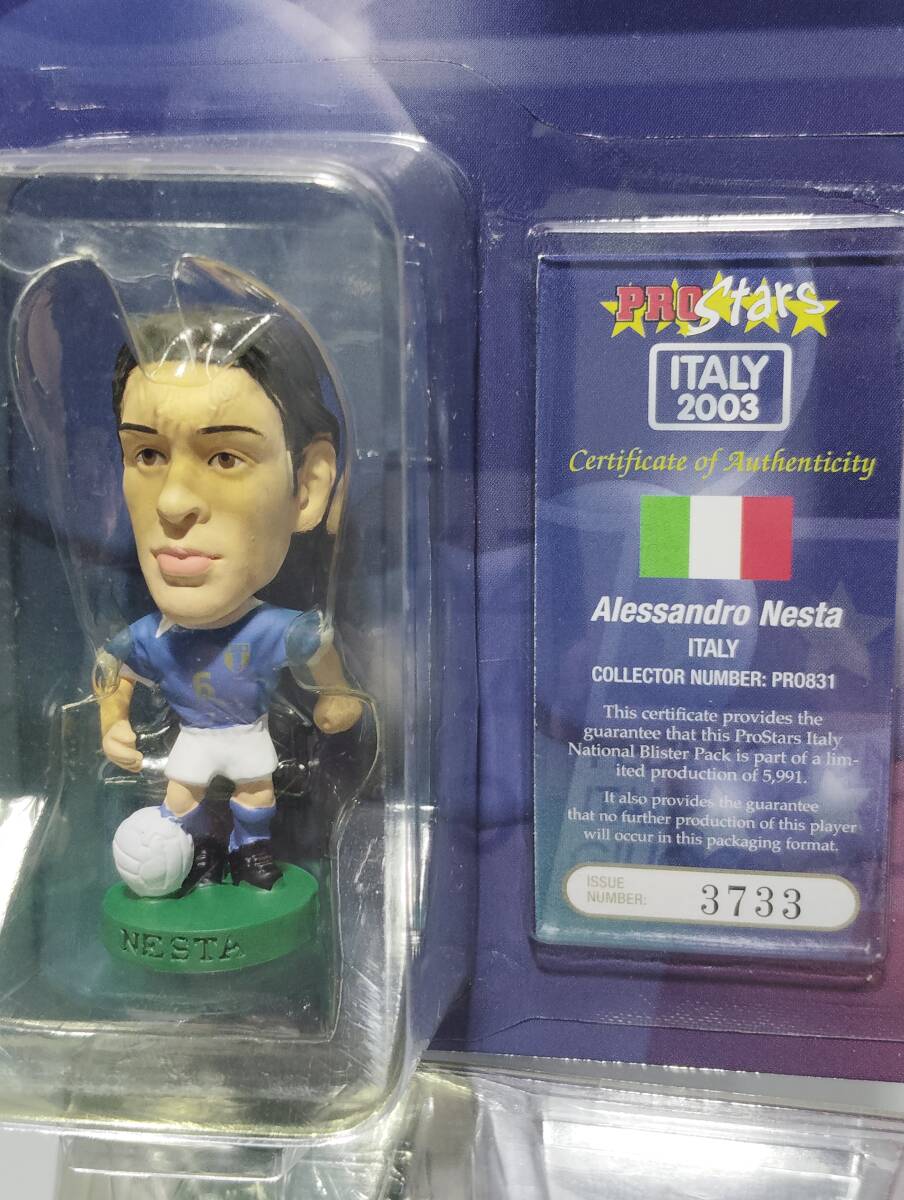 PROStars
ITALY
2003
Certificate of Authenticity
Alessandro Nesta
ITALY
COLLECTOR NUMBER: PRO831
This certificate provides the
guarantee that this ProStars Italy
National Blister Pack is part of a lim-
ited production of 5,991.
It also provides the guarantee
that no further production of this player
will occur in this packaging format.
ISSUE
NUMBER: 3733
6
NESTA